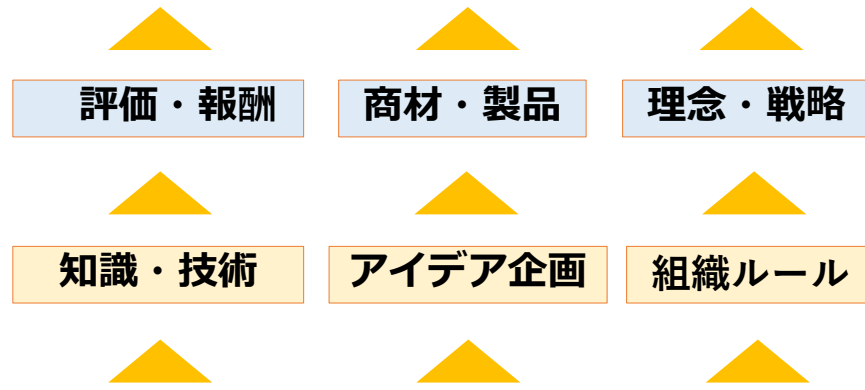 評価・報酬
商材・製品
理念・戦略
知識・技術
アイデア企画
組織ルール